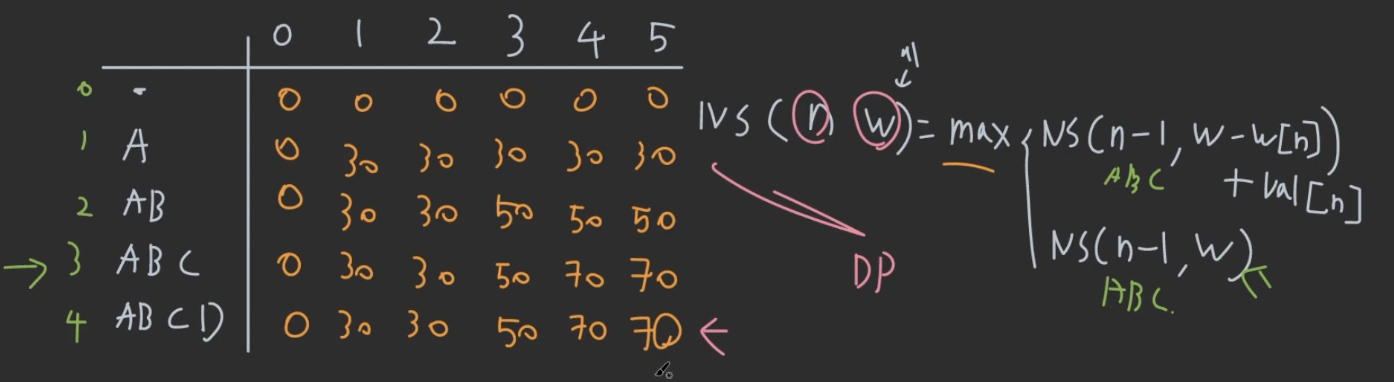 0 1 2 3 4 5
0 - 0 0 0 0 0 0
1 A 0 30 30 30 30 30
2 AB 0 30 30 50 50 50
→ 3 ABC 0 30 30 50 70 70
4 ABCD 0 30 30 50 70 70 ←
NS(n w) = max { NS(n-1, w-w[n])
ABC
+ val[n]
NS(n-1, w)
ABC.
DP